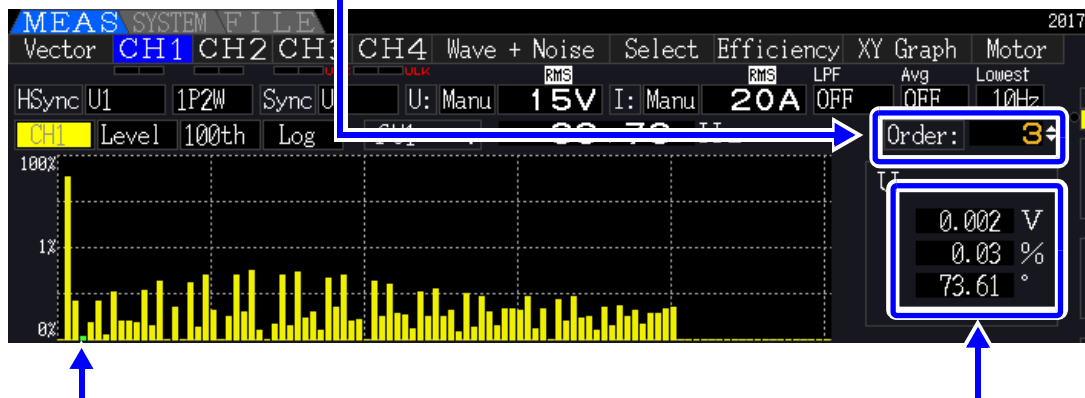 MEAS SYSTEM FILE 2017
Vector CH1 CH2 CH3 CH4 Wave + Noise Select Efficiency XY Graph Motor
RMS RMS LPF Avg Lowest
HSync U1 1P2W Sync U: Manu 15V I: Manu 20A OFF OFF 10Hz
CH1 Level 100th Log Order: 3
100%
U
0.002 V
1% 0.03 %
73.61 °
0%